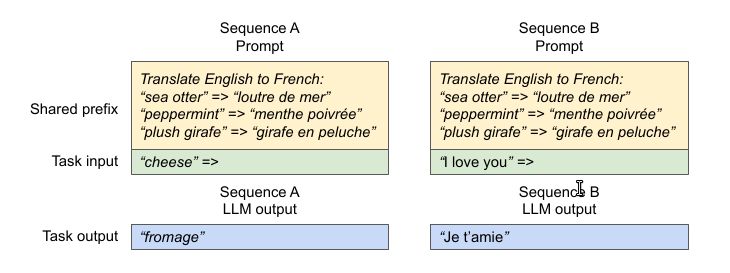 Sequence A
Prompt
Sequence B
Prompt
Shared prefix
Translate English to French:
“sea otter” => “loutre de mer”
“peppermint” => “menthe poivrée”
“plush girafe” => “girafe en peluche”
Translate English to French:
“sea otter” => “loutre de mer”
“peppermint” => “menthe poivrée”
“plush girafe” => “girafe en peluche”
Task input
“cheese” =>
“I love you” =>
Sequence A
LLM output
Sequence B
LLM output
Task output
“fromage”
“Je t’amie”